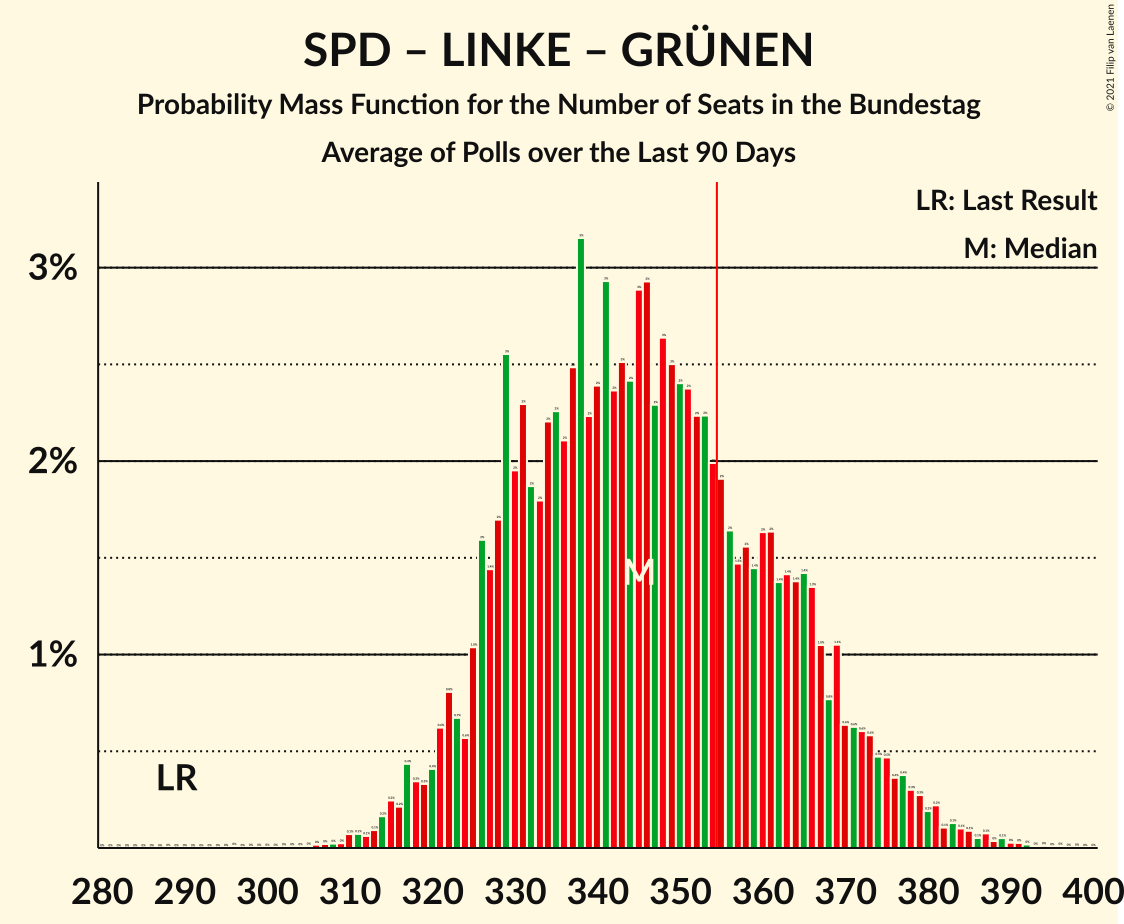 SPD – LINKE – GRÜNEN
Probability Mass Function for the Number of Seats in the Bundestag
Average of Polls over the Last 90 Days
© 2021 Filip van Laenen
LR: Last Result
M: Median
3%
2%
1%
LR
M
280 290 300 310 320 330 340 350 360 370 380 390 400